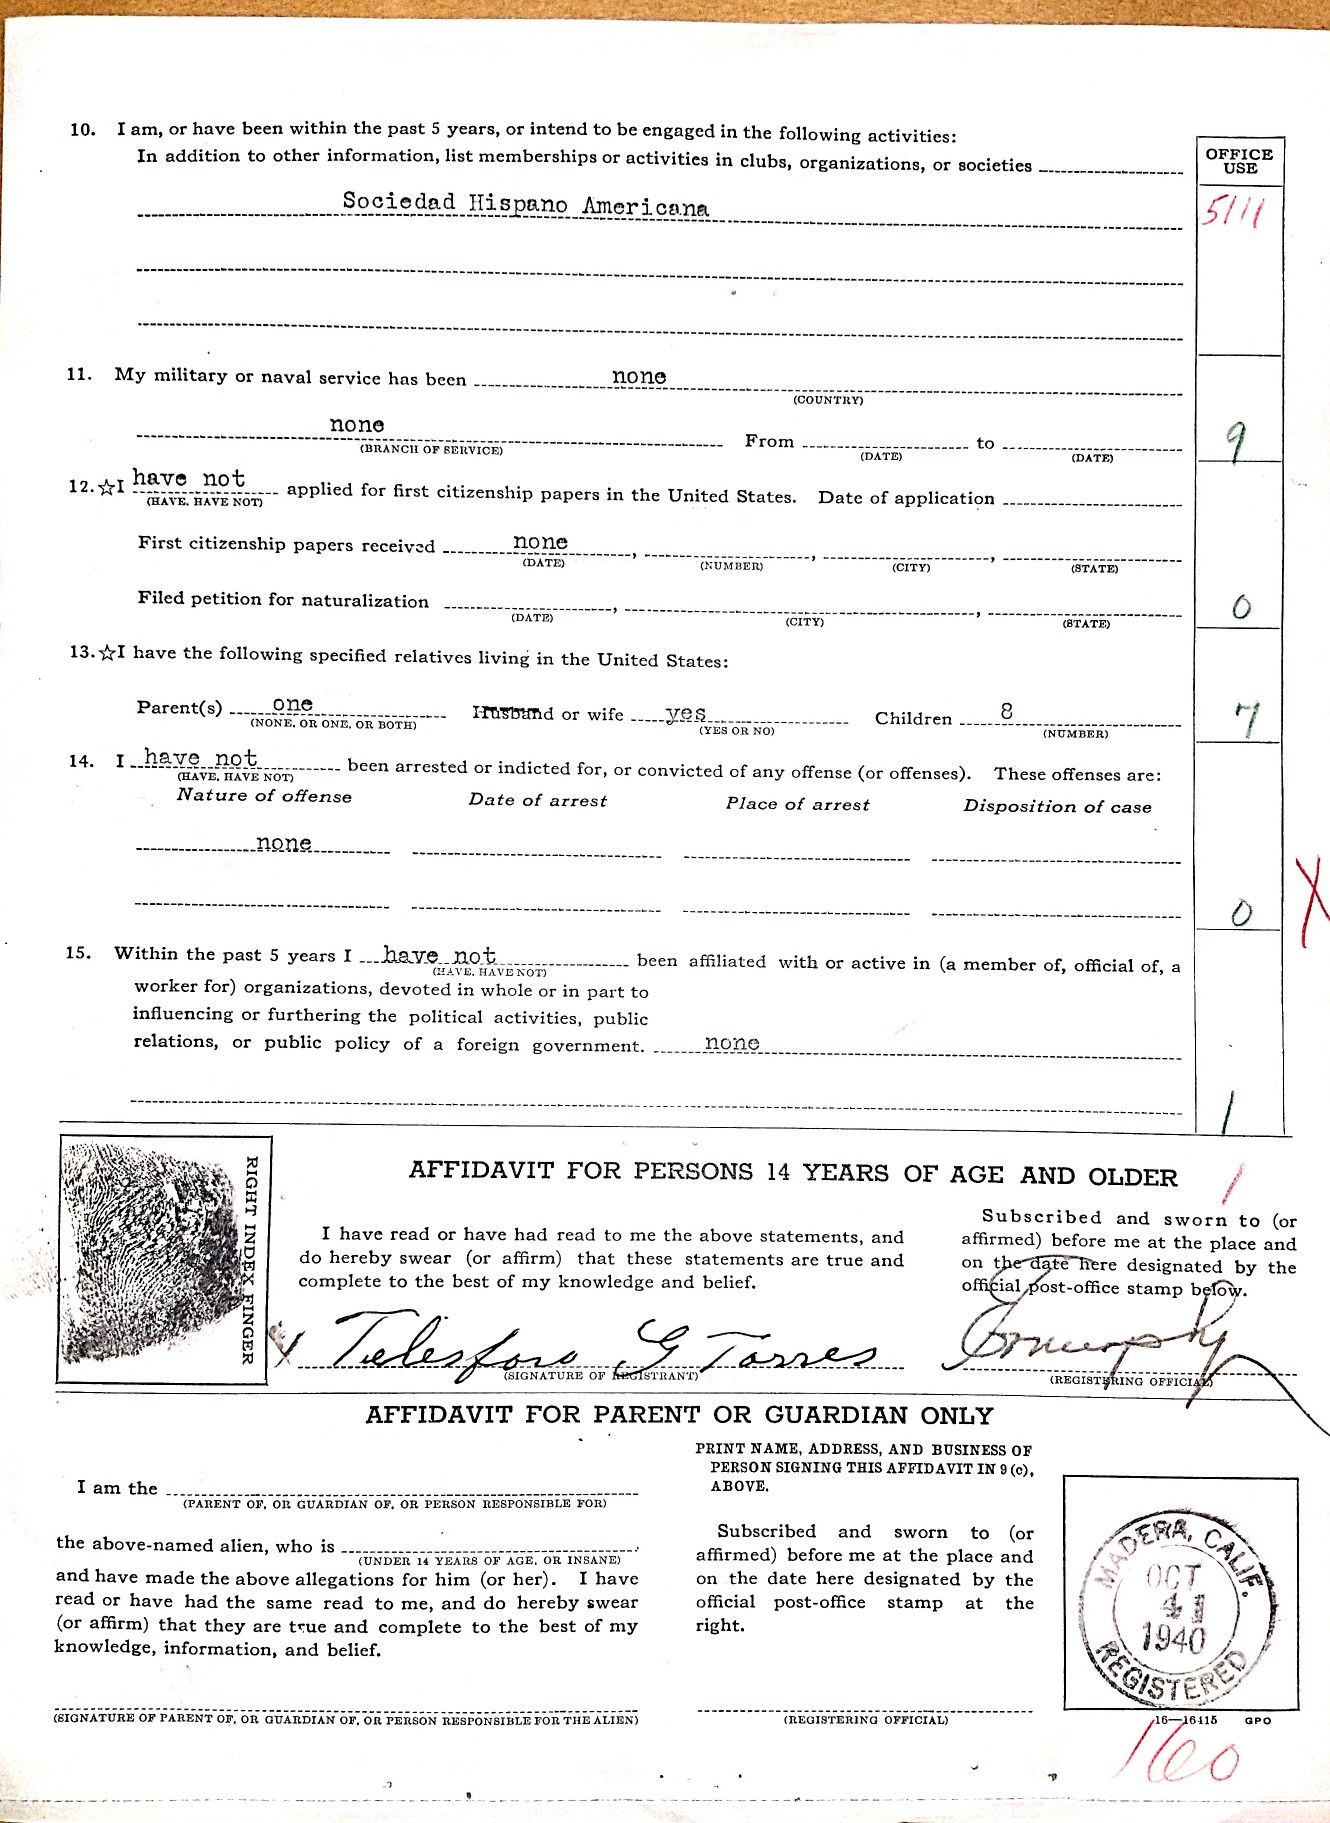 10. I am, or have been within the past 5 years, or intend to be engaged in the following activities:
In addition to other information, list memberships or activities in clubs, organizations, or societies
OFFICE USE
Sociedad Hispano Americana
5111
11. My military or naval service has been none
(COUNTRY)
none From to
(BRANCH OF SERVICE) (DATE) (DATE)
9
12. ☆I have not applied for first citizenship papers in the United States. Date of application
(HAVE, HAVE NOT)
First citizenship papers received none , , ,
(DATE) (NUMBER) (CITY) (STATE)
Filed petition for naturalization , ,
(DATE) (CITY) (STATE)
0
13. ☆I have the following specified relatives living in the United States:
Parent(s) one Husband or wife yes Children 8
(NONE, OR ONE, OR BOTH) (YES OR NO) (NUMBER)
7
14. I have not been arrested or indicted for, or convicted of any offense (or offenses). These offenses are:
(HAVE, HAVE NOT)
Nature of offense Date of arrest Place of arrest Disposition of case
none
0
X
15. Within the past 5 years I have not been affiliated with or active in (a member of, official of, a
(HAVE, HAVE NOT)
worker for) organizations, devoted in whole or in part to
influencing or furthering the political activities, public
relations, or public policy of a foreign government. none
1
RIGHT INDEX FINGER
AFFIDAVIT FOR PERSONS 14 YEARS OF AGE AND OLDER
1
I have read or have had read to me the above statements, and
do hereby swear (or affirm) that these statements are true and
complete to the best of my knowledge and belief.
Subscribed and sworn to (or
affirmed) before me at the place and
on the date here designated by the
official post-office stamp below.
X Telesforo G Torres
(SIGNATURE OF REGISTRANT)
(REGISTERING OFFICIAL)
AFFIDAVIT FOR PARENT OR GUARDIAN ONLY
I am the
(PARENT OF, OR GUARDIAN OF, OR PERSON RESPONSIBLE FOR)
the above-named alien, who is
(UNDER 14 YEARS OF AGE, OR INSANE)
and have made the above allegations for him (or her). I have
read or have had the same read to me, and do hereby swear
(or affirm) that they are true and complete to the best of my
knowledge, information, and belief.
(SIGNATURE OF PARENT OF, OR GUARDIAN OF, OR PERSON RESPONSIBLE FOR THE ALIEN)
PRINT NAME, ADDRESS, AND BUSINESS OF
PERSON SIGNING THIS AFFIDAVIT IN 9 (c),
ABOVE.
Subscribed and sworn to (or
affirmed) before me at the place and
on the date here designated by the
official post-office stamp at the
right.
(REGISTERING OFFICIAL)
MADERA, CALIF.
OCT
1940
REGISTERED
16—16415 GPO
160